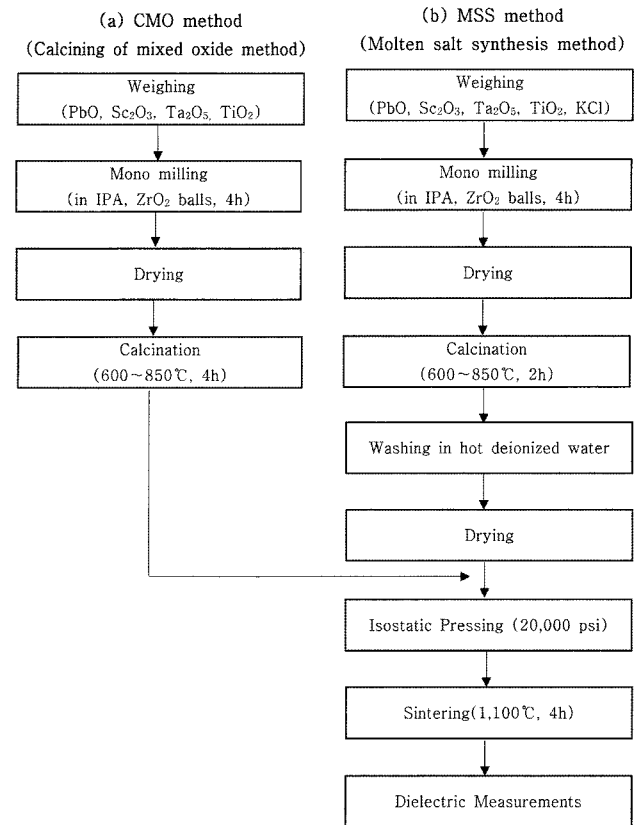 (a) CMO method
(Calcining of mixed oxide method)
Weighing
(PbO, Sc₂O₃, Ta₂O₅, TiO₂)
Mono milling
(in IPA, ZrO₂ balls, 4h)
Drying
Calcination
(600~850℃, 4h)
(b) MSS method
(Molten salt synthesis method)
Weighing
(PbO, Sc₂O₃, Ta₂O₅, TiO₂, KCl)
Mono milling
(in IPA, ZrO₂ balls, 4h)
Drying
Calcination
(600~850℃, 2h)
Washing in hot deionized water
Drying
Isostatic Pressing (20,000 psi)
Sintering(1,100℃, 4h)
Dielectric Measurements